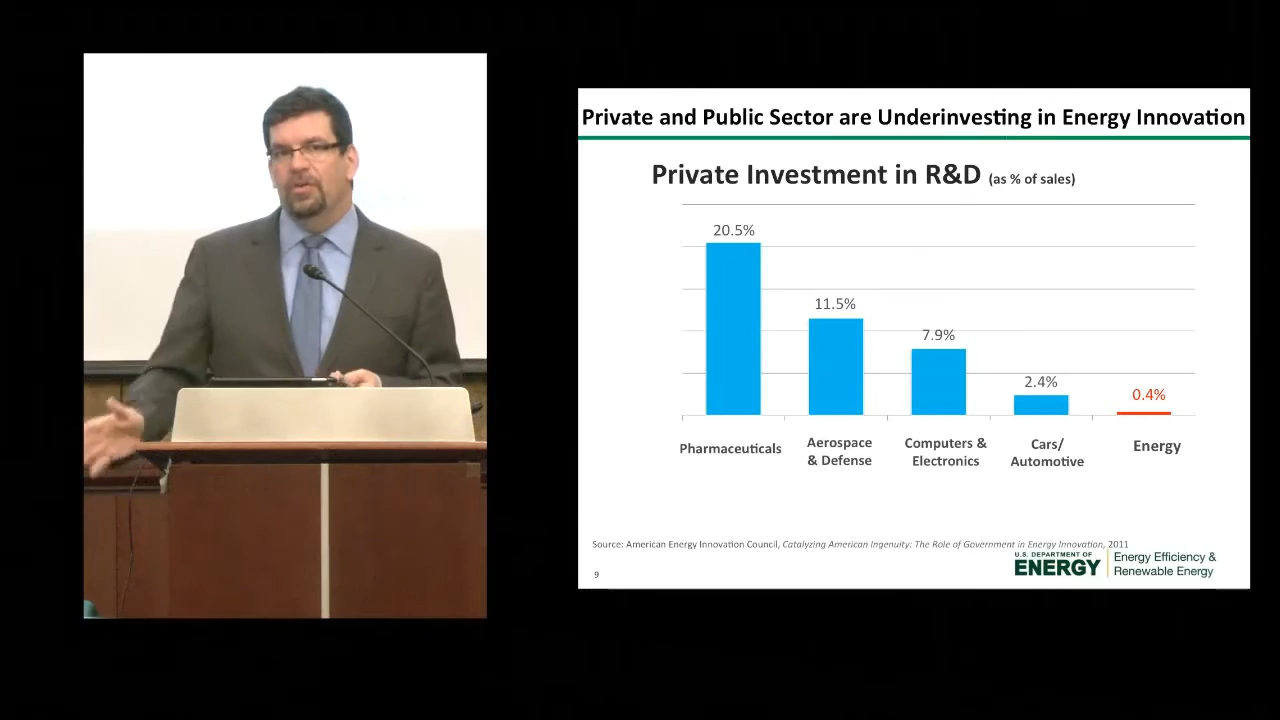 Private and Public Sector are Underinvesting in Energy Innovation
Private Investment in R&D (as % of sales)
20.5%
11.5%
7.9%
2.4%
0.4%
Pharmaceuticals
Aerospace
& Defense
Computers &
Electronics
Cars/
Automotive
Energy
Source: American Energy Innovation Council, Catalyzing American Ingenuity: The Role of Government in Energy Innovation, 2011
9
U.S. DEPARTMENT OF
ENERGY
Energy Efficiency &
Renewable Energy